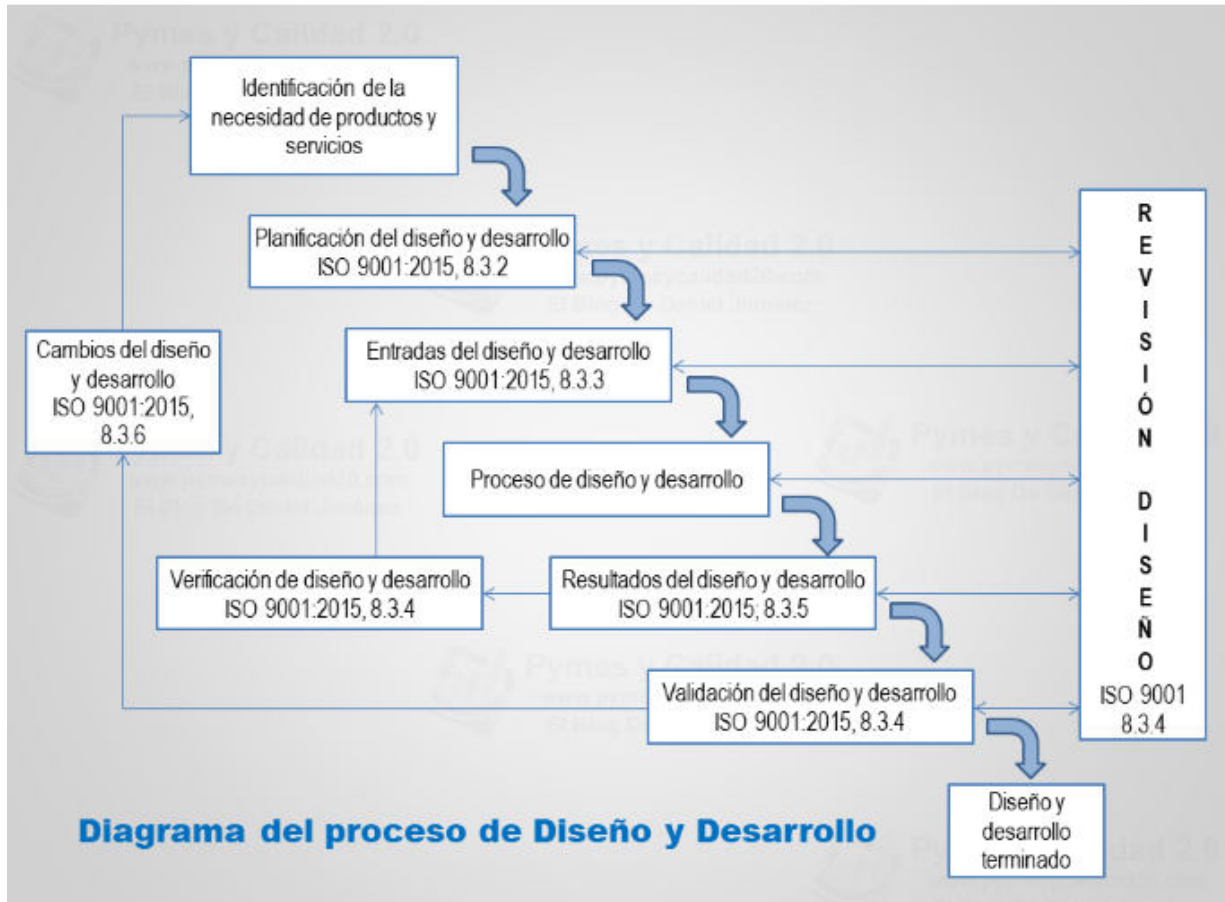 Pymes y Calidad 2.0
Identificación de la
necesidad de productos y
servicios
Planificación del diseño y desarrollo
ISO 9001:2015, 8.3.2
Cambios del diseño
y desarrollo
ISO 9001:2015,
8.3.6
Entradas del diseño y desarrollo
ISO 9001:2015, 8.3.3
Proceso de diseño y desarrollo
Verificación de diseño y desarrollo
ISO 9001:2015, 8.3.4
Resultados del diseño y desarrollo
ISO 9001:2015; 8.3.5
Validación del diseño y desarrollo
ISO 9001:2015, 8.3.4
R
E
V
I
S
I
Ó
N
D
I
S
E
Ñ
O
ISO 9001
8.3.4
Diseño y
desarrollo
terminado
Diagrama del proceso de Diseño y Desarrollo